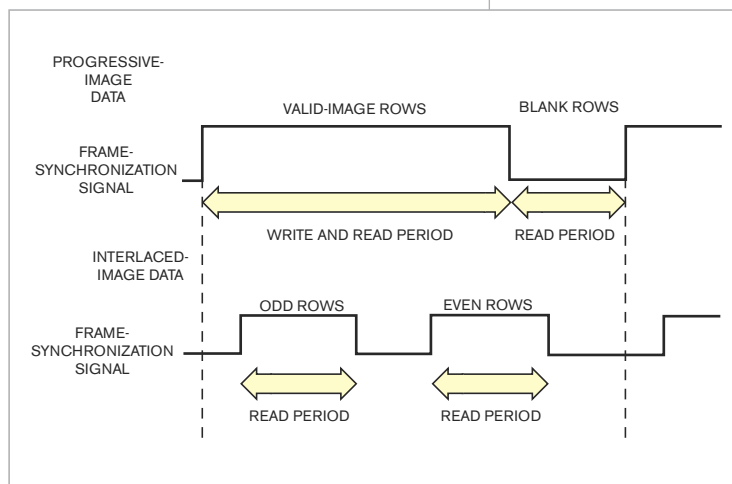 PROGRESSIVE-
IMAGE
DATA
VALID-IMAGE ROWS
BLANK ROWS
FRAME-
SYNCHRONIZATION
SIGNAL
WRITE AND READ PERIOD
READ PERIOD
INTERLACED-
IMAGE DATA
ODD ROWS
EVEN ROWS
FRAME-
SYNCHRONIZATION
SIGNAL
READ PERIOD
READ PERIOD